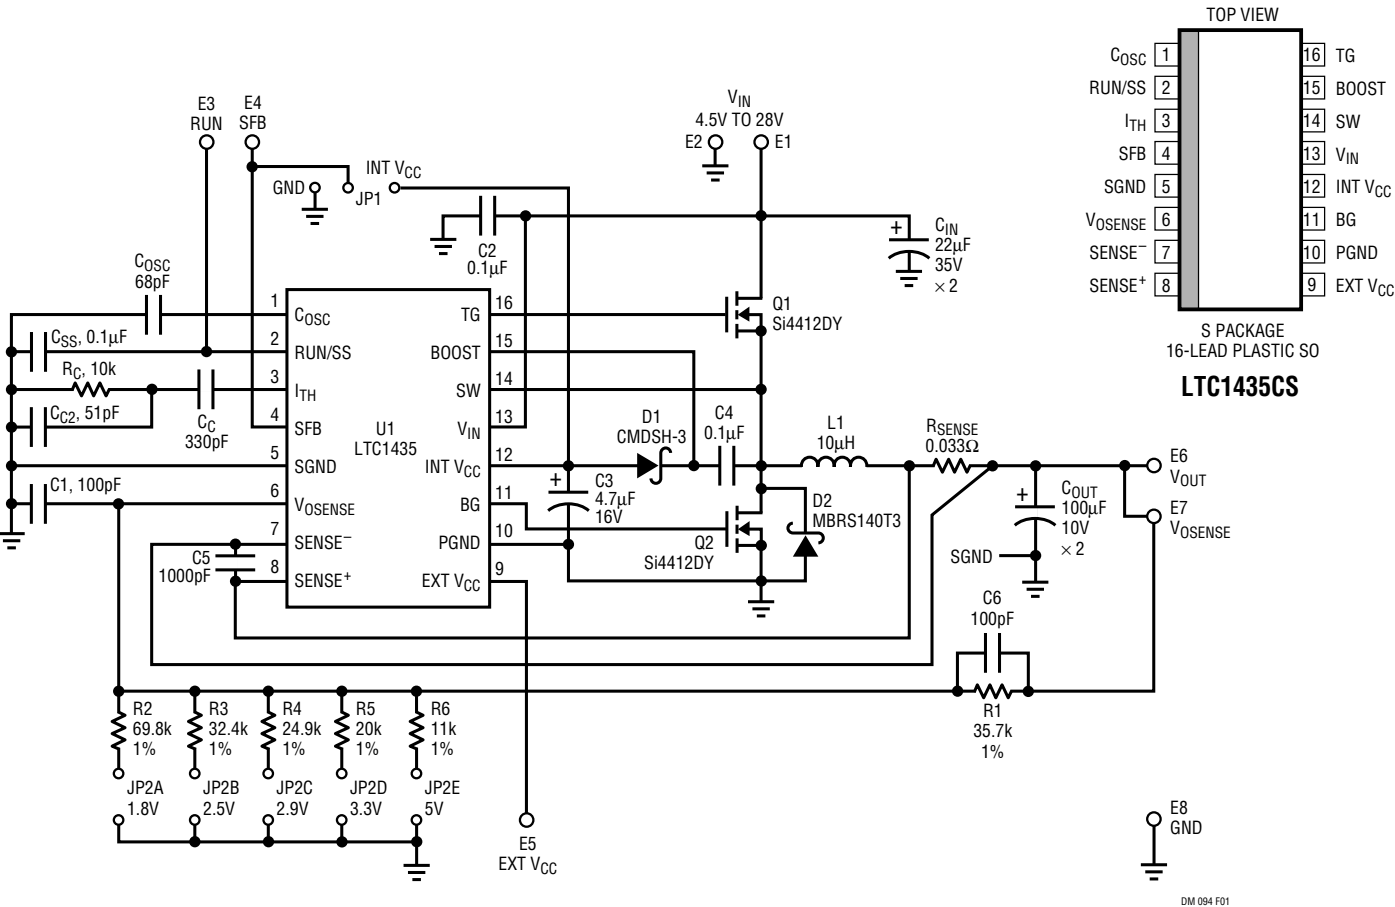 TOP VIEW
COSC 1
RUN/SS 2
ITH 3
SFB 4
SGND 5
VOSENSE 6
SENSE− 7
SENSE+ 8
16 TG
15 BOOST
14 SW
13 VIN
12 INT VCC
11 BG
10 PGND
9 EXT VCC
S PACKAGE
16-LEAD PLASTIC SO
LTC1435CS
E3
RUN
E4
SFB
VIN
4.5V TO 28V
E2
E1
INT VCC
GND
JP1
C2
0.1µF
+
CIN
22µF
35V
× 2
COSC
68pF
CSS, 0.1µF
RC, 10k
CC2, 51pF
CC
330pF
C1, 100pF
C5
1000pF
1
2
3
4
5
6
7
8
COSC
RUN/SS
ITH
SFB
SGND
VOSENSE
SENSE−
SENSE+
U1
LTC1435
TG
BOOST
SW
VIN
INT VCC
BG
PGND
EXT VCC
16
15
14
13
12
11
10
9
Q1
Si4412DY
D1
CMDSH-3
C4
0.1µF
L1
10µH
RSENSE
0.033Ω
+
C3
4.7µF
16V
Q2
Si4412DY
D2
MBRS140T3
+
COUT
100µF
10V
× 2
SGND
E6
VOUT
E7
VOSENSE
C6
100pF
R1
35.7k
1%
R2
69.8k
1%
R3
32.4k
1%
R4
24.9k
1%
R5
20k
1%
R6
11k
1%
JP2A
1.8V
JP2B
2.5V
JP2C
2.9V
JP2D
3.3V
JP2E
5V
E5
EXT VCC
E8
GND
DM 094 F01